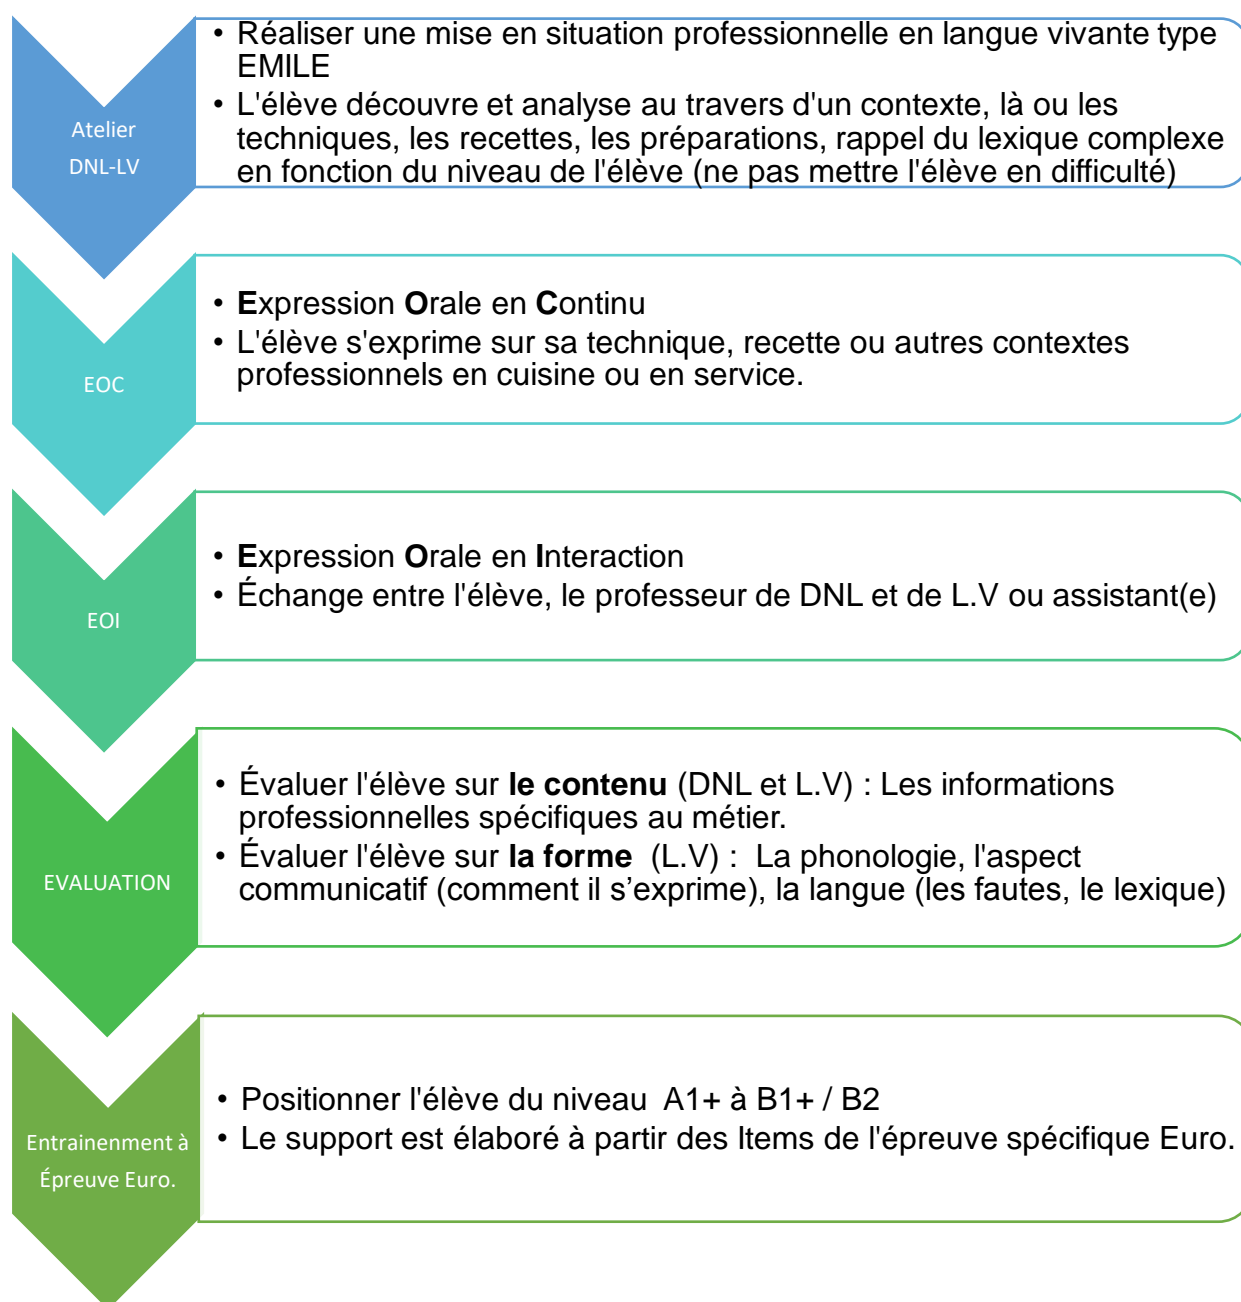 Atelier
DNL-LV
• Réaliser une mise en situation professionnelle en langue vivante type
EMILE
• L'élève découvre et analyse au travers d'un contexte, là ou les
techniques, les recettes, les préparations, rappel du lexique complexe
en fonction du niveau de l'élève (ne pas mettre l'élève en difficulté)
EOC
• Expression Orale en Continu
• L'élève s'exprime sur sa technique, recette ou autres contextes
professionnels en cuisine ou en service.
EOI
• Expression Orale en Interaction
• Échange entre l'élève, le professeur de DNL et de L.V ou assistant(e)
EVALUATION
• Évaluer l'élève sur le contenu (DNL et L.V) : Les informations
professionnelles spécifiques au métier.
• Évaluer l'élève sur la forme (L.V) : La phonologie, l'aspect
communicatif (comment il s’exprime), la langue (les fautes, le lexique)
Entrainenment à
Épreuve Euro.
• Positionner l'élève du niveau A1+ à B1+ / B2
• Le support est élaboré à partir des Items de l'épreuve spécifique Euro.